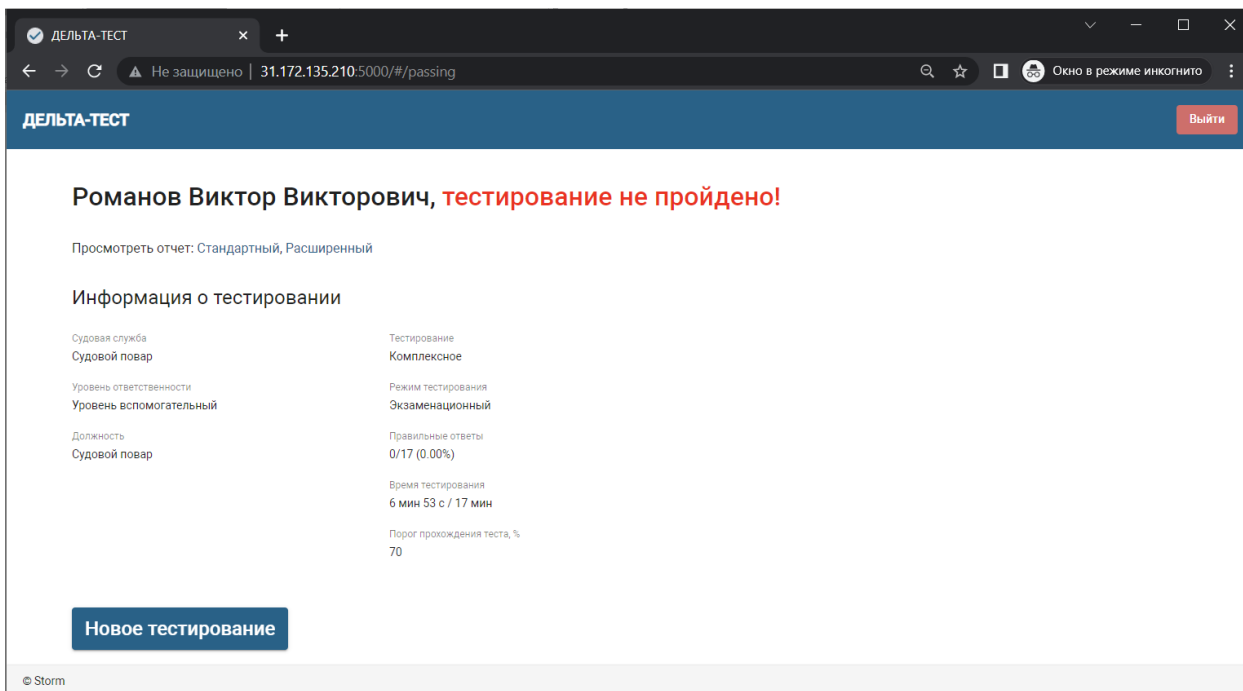 ДЕЛЬТА-ТЕСТ
Не защищено | 31.172.135.210:5000/#/passing
Окно в режиме инкогнито
ДЕЛЬТА-ТЕСТ
Выйти
Романов Виктор Викторович, тестирование не пройдено!
Просмотреть отчет: Стандартный, Расширенный
Информация о тестировании
Судовая служба
Судовой повар
Уровень ответственности
Уровень вспомогательный
Должность
Судовой повар
Тестирование
Комплексное
Режим тестирования
Экзаменационный
Правильные ответы
0/17 (0.00%)
Время тестирования
6 мин 53 с / 17 мин
Порог прохождения теста, %
70
Новое тестирование
© Storm